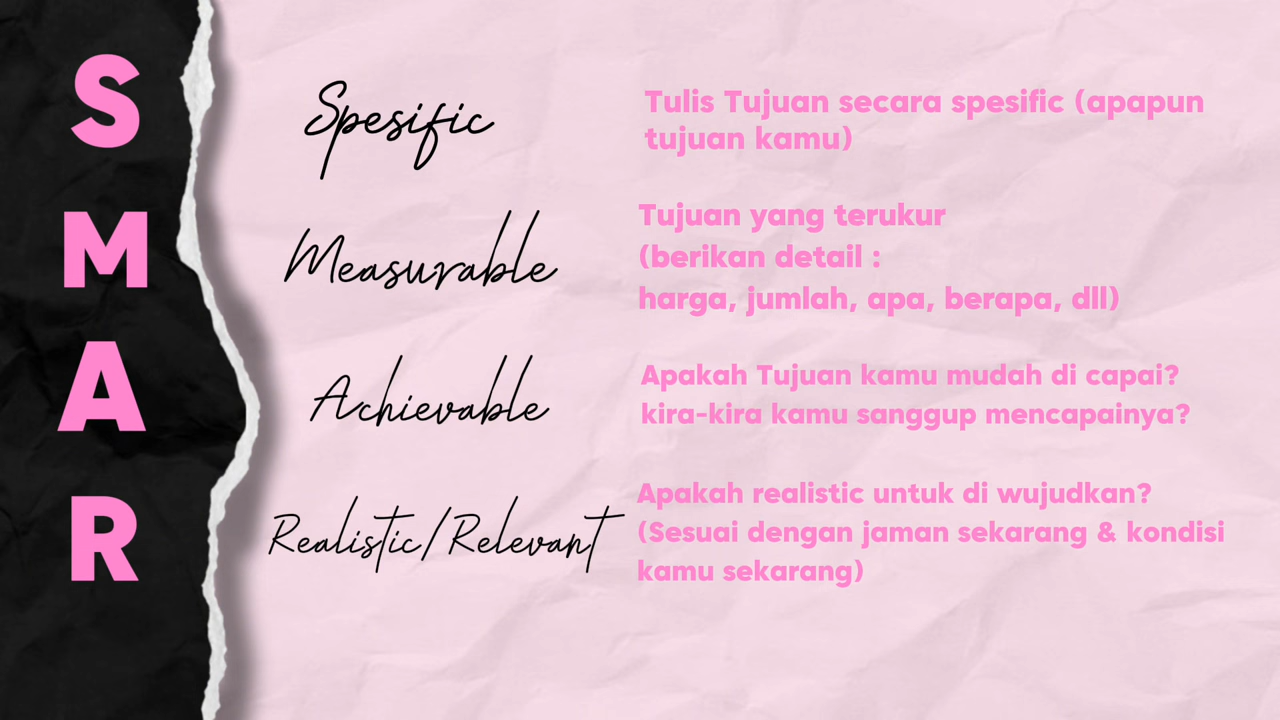 S
Spesific
Tulis Tujuan secara spesific (apapun
tujuan kamu)
M
Measurable
Tujuan yang terukur
(berikan detail :
harga, jumlah, apa, berapa, dll)
A
Achievable
Apakah Tujuan kamu mudah di capai?
kira-kira kamu sanggup mencapainya?
R
Realistic/Relevant
Apakah realistic untuk di wujudkan?
(Sesuai dengan jaman sekarang & kondisi
kamu sekarang)